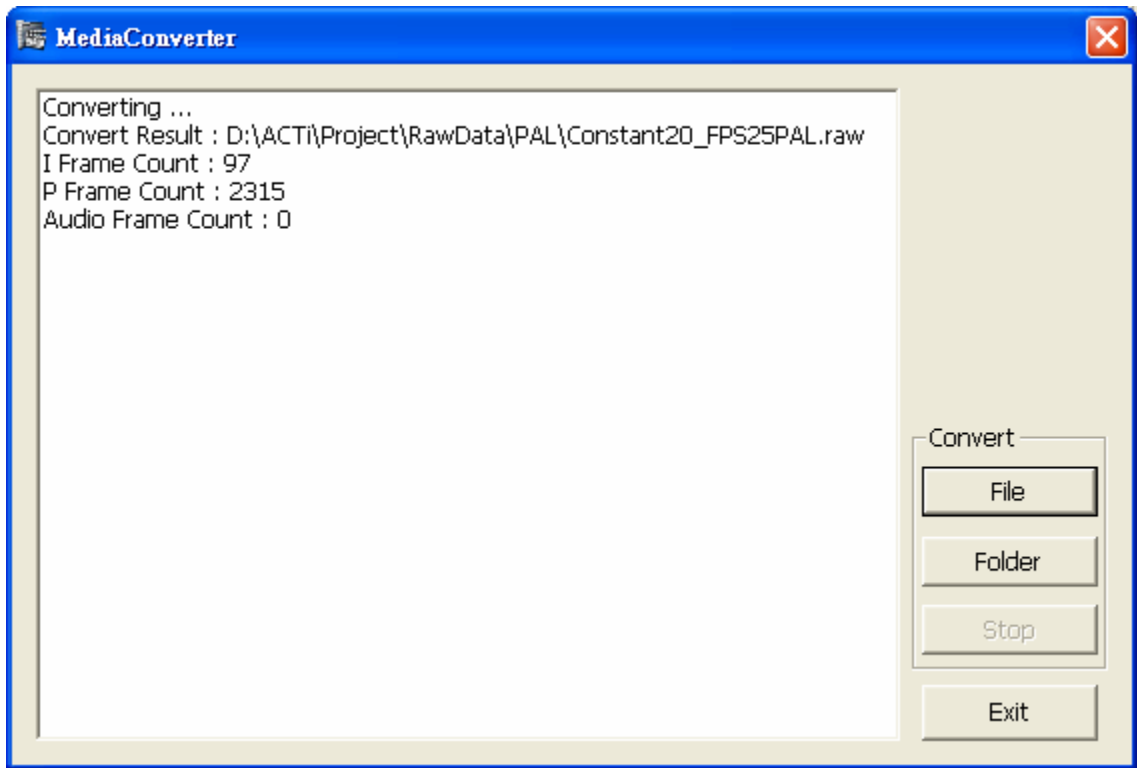 MediaConverter
Converting ...
Convert Result : D:\ACTi\Project\RawData\PAL\Constant20_FPS25PAL.raw
I Frame Count : 97
P Frame Count : 2315
Audio Frame Count : 0
Convert
File
Folder
Stop
Exit